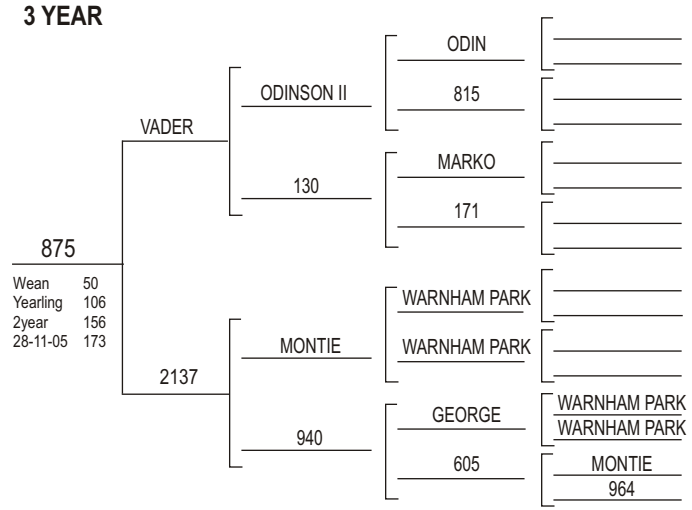 3 YEAR
ODIN
ODINSON II
815
VADER
MARKO
130
171
875
Wean 50
Yearling 106
2year 156
28-11-05 173
WARNHAM PARK
MONTIE
WARNHAM PARK
2137
WARNHAM PARK
GEORGE
WARNHAM PARK
940
605
MONTIE
964